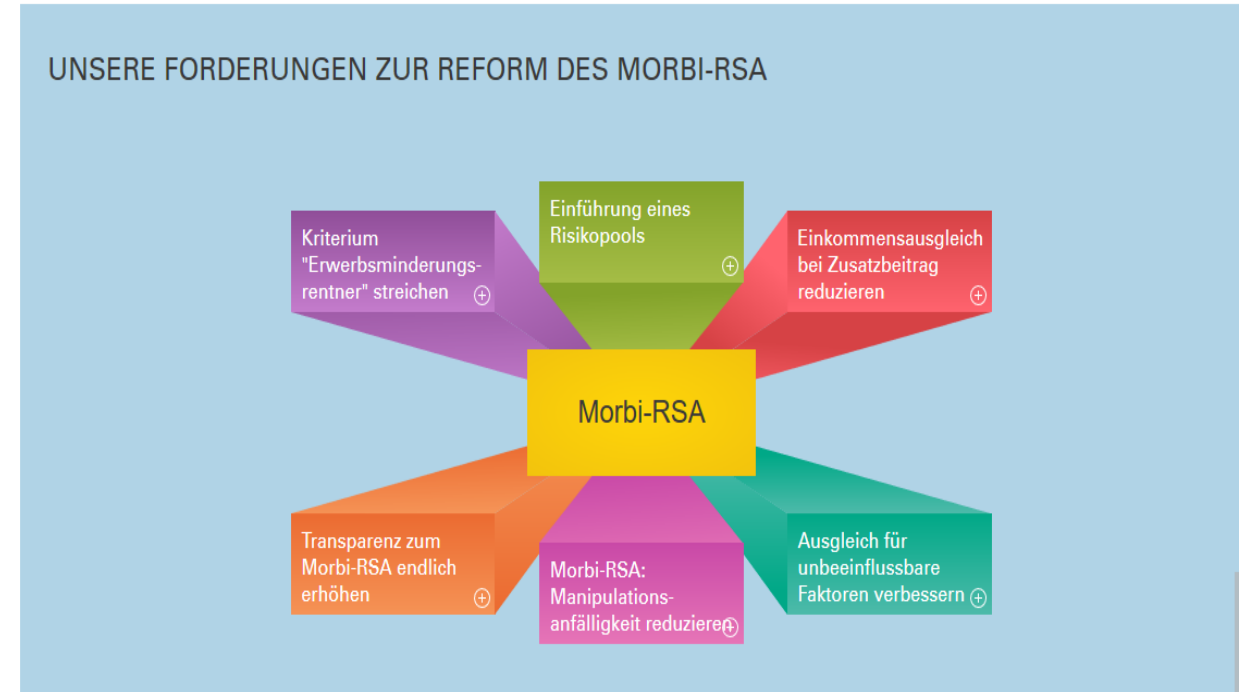 UNSERE FORDERUNGEN ZUR REFORM DES MORBI-RSA
Kriterium
"Erwerbsminderungs-
rentner" streichen
Einführung eines
Risikopools
Einkommensausgleich
bei Zusatzbeitrag
reduzieren
Morbi-RSA
Transparenz zum
Morbi-RSA endlich
erhöhen
Morbi-RSA:
Manipulations-
anfälligkeit reduzieren
Ausgleich für
unbeeinflussbare
Faktoren verbessern